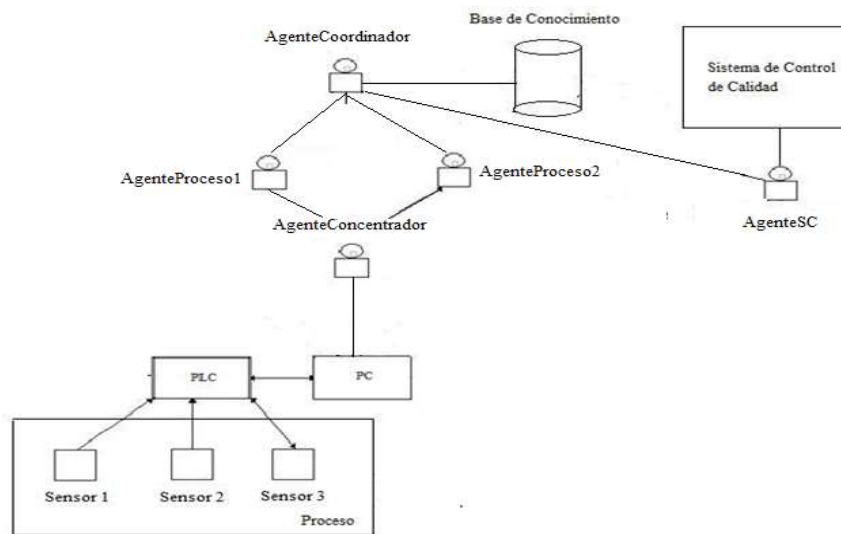 Base de Conocimiento
AgenteCoordinador
Sistema de Control
de Calidad
AgenteProceso1
AgenteProceso2
AgenteSC
AgenteConcentrador
PLC
PC
Sensor 1
Sensor 2
Sensor 3
Proceso